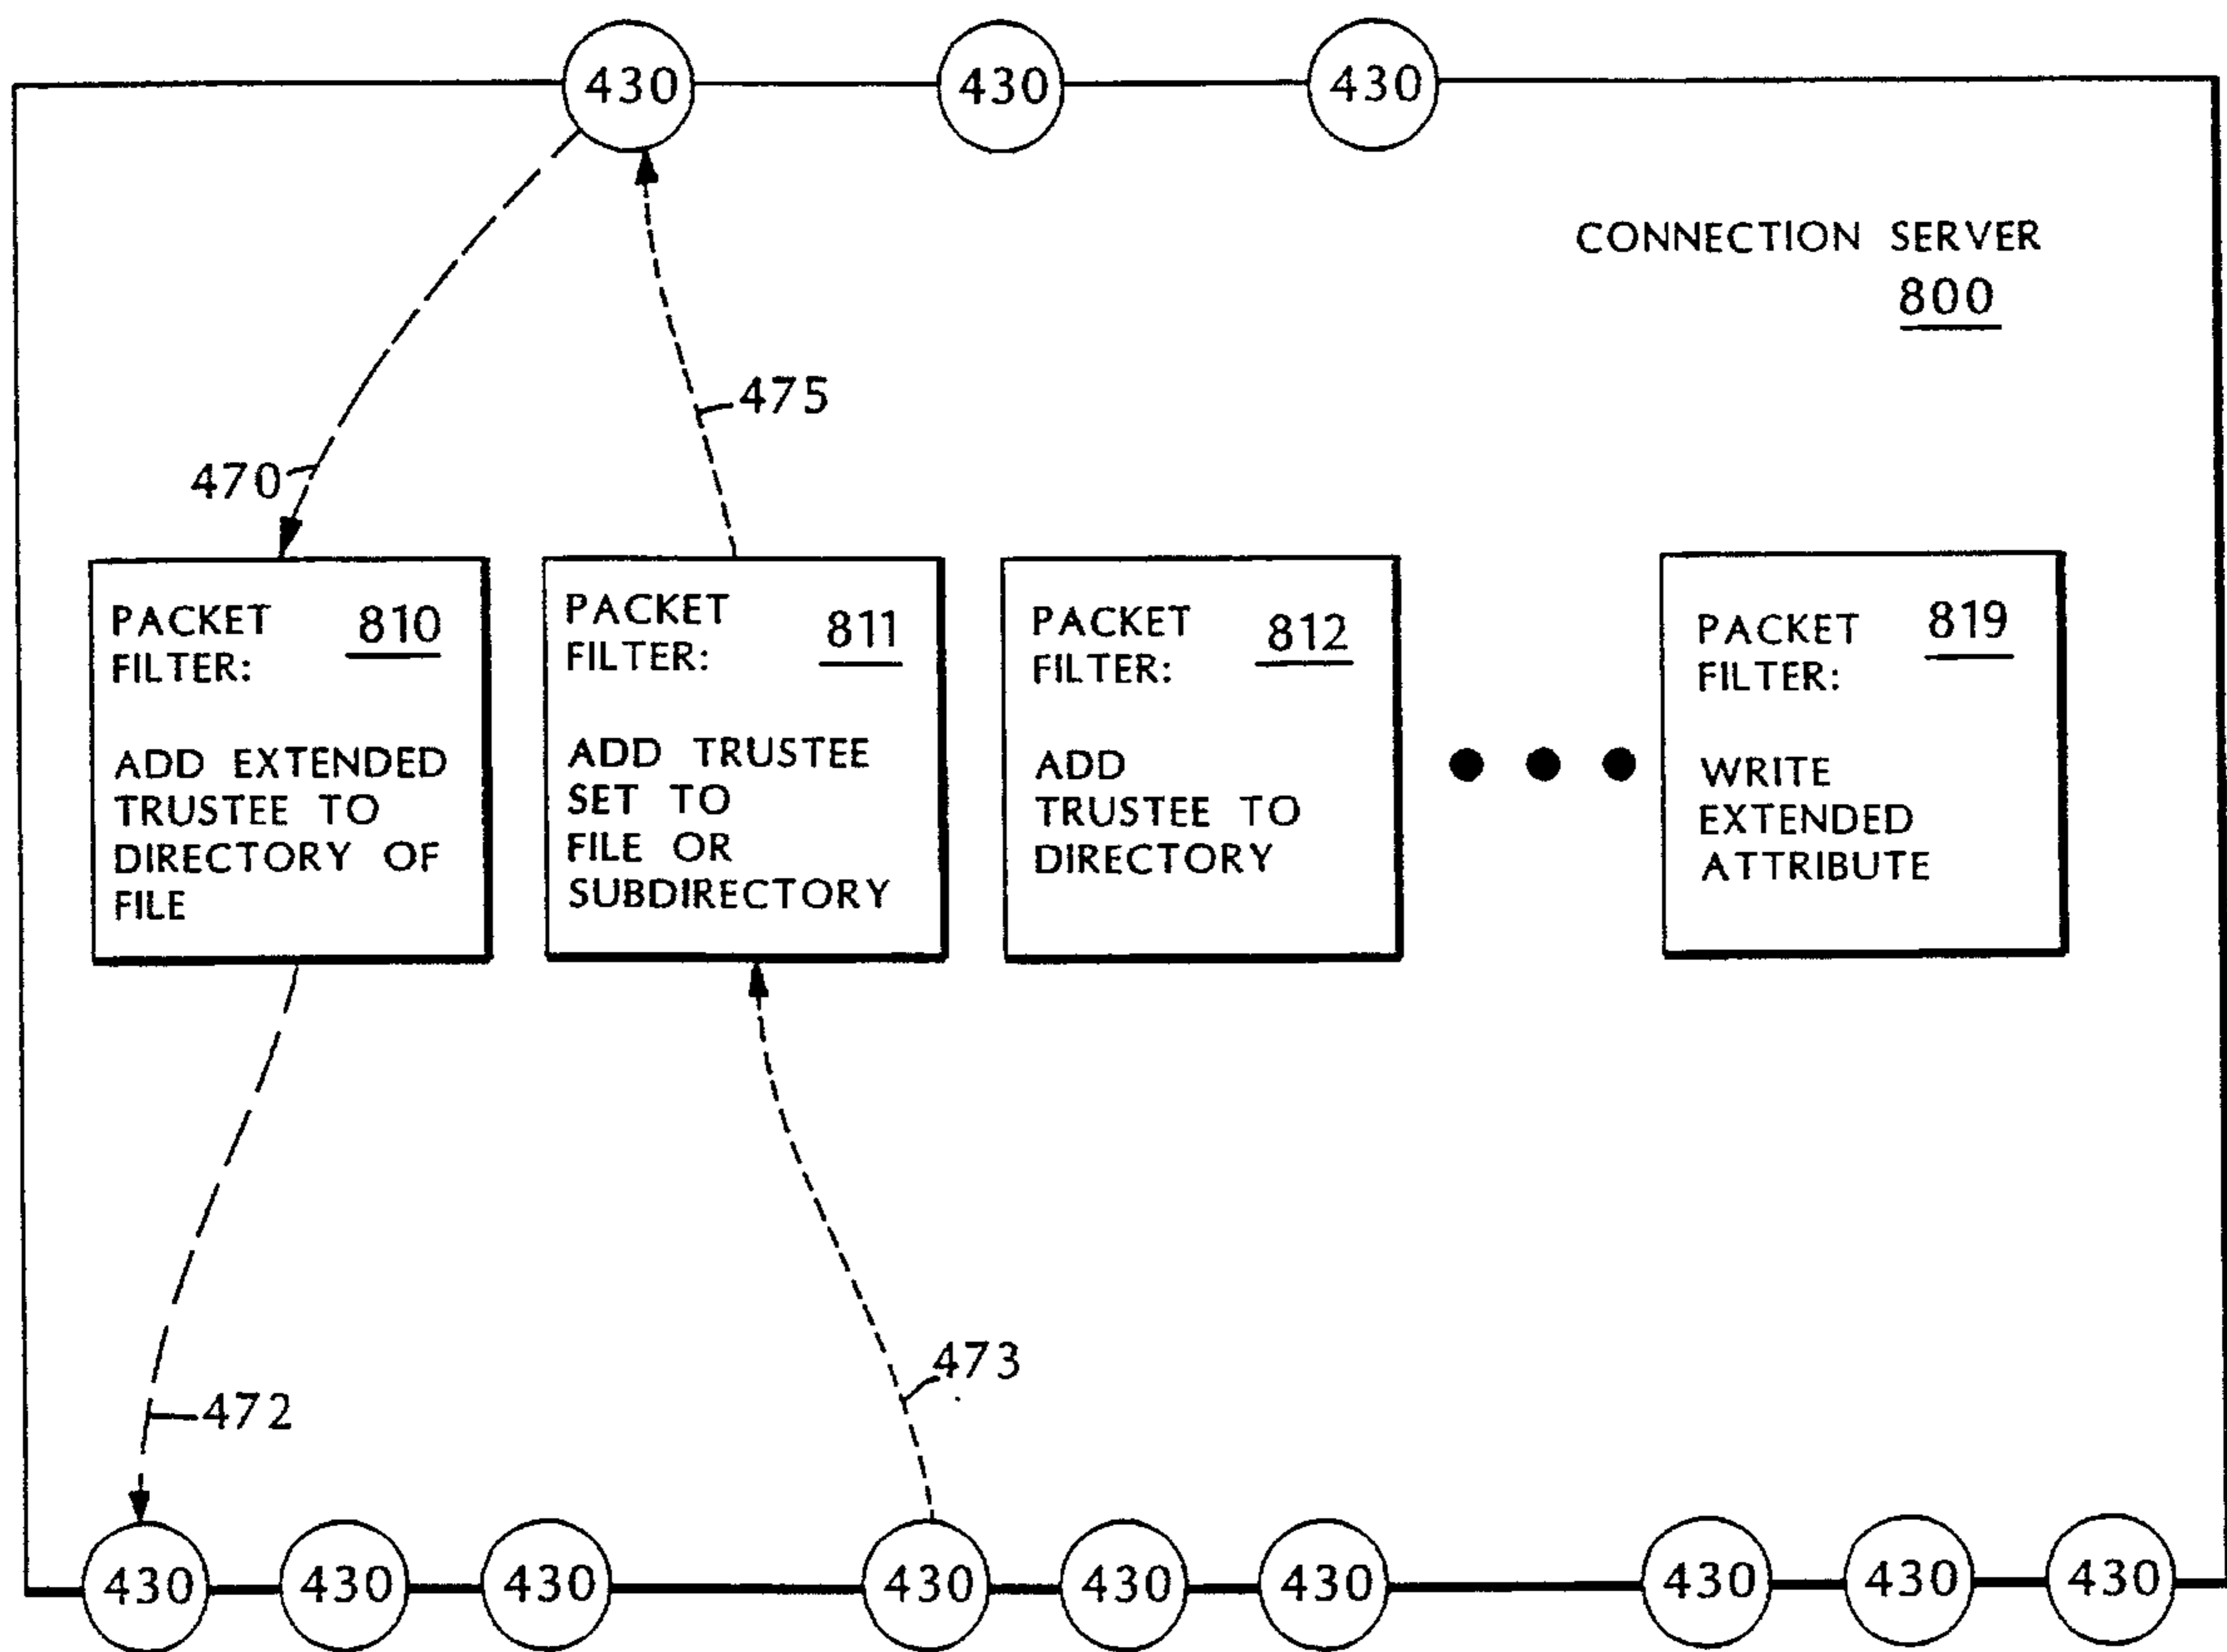 430 430 430
CONNECTION SERVER
800
475
470
PACKET
FILTER:
810
ADD EXTENDED
TRUSTEE TO
DIRECTORY OF
FILE
PACKET
FILTER:
811
ADD TRUSTEE
SET TO
FILE OR
SUBDIRECTORY
PACKET
FILTER:
812
ADD
TRUSTEE TO
DIRECTORY
PACKET
FILTER:
819
WRITE
EXTENDED
ATTRIBUTE
473
472
430 430 430 430 430 430 430 430 430